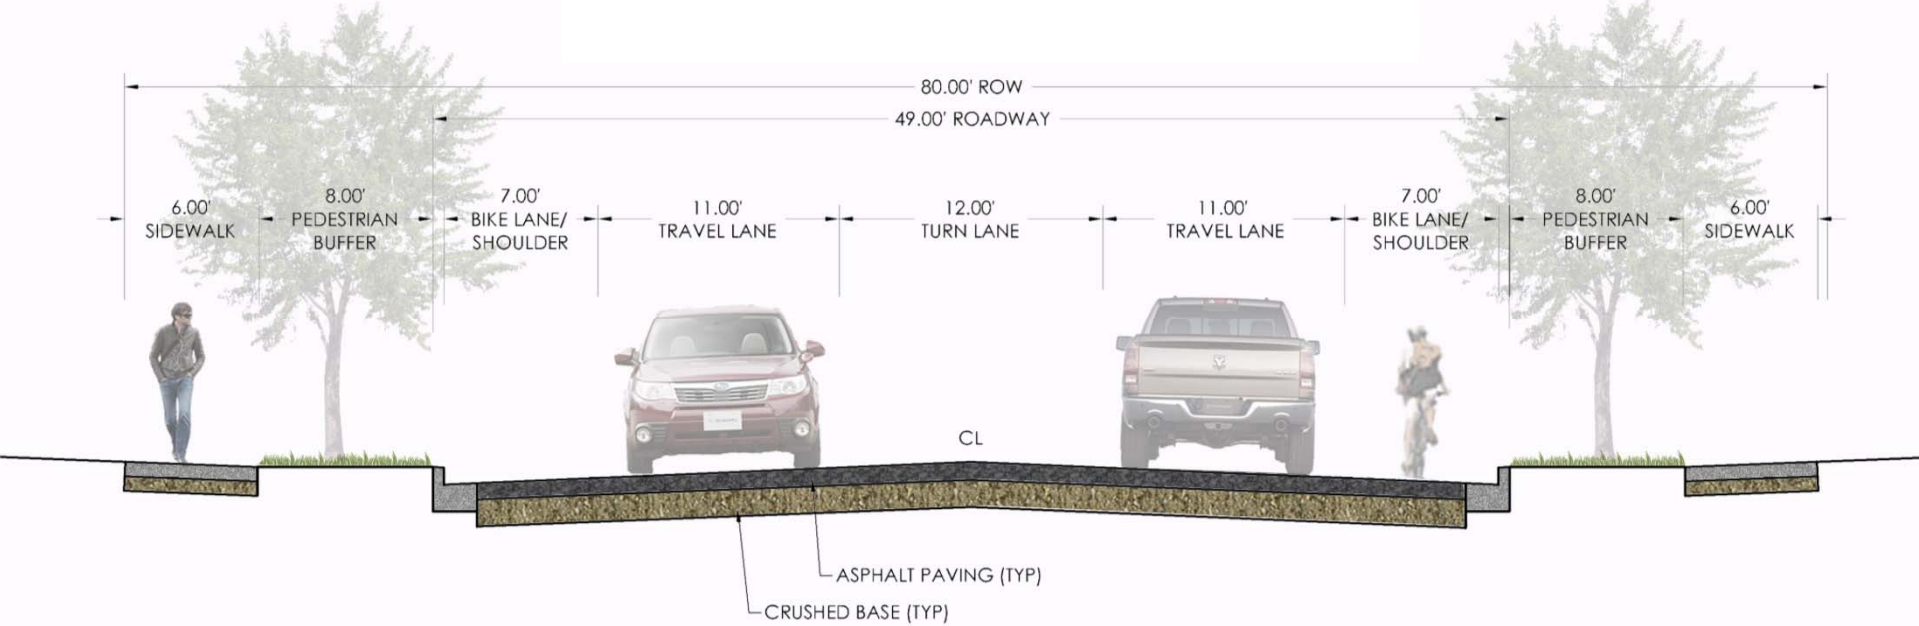 80.00' ROW
49.00' ROADWAY
6.00'
SIDEWALK
8.00'
PEDESTRIAN
BUFFER
7.00'
BIKE LANE/
SHOULDER
11.00'
TRAVEL LANE
12.00'
TURN LANE
11.00'
TRAVEL LANE
7.00'
BIKE LANE/
SHOULDER
8.00'
PEDESTRIAN
BUFFER
6.00'
SIDEWALK
CL
ASPHALT PAVING (TYP)
CRUSHED BASE (TYP)